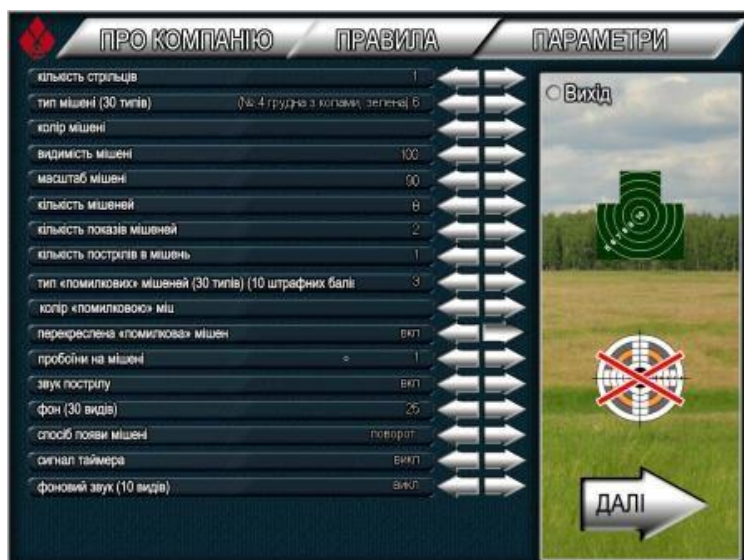 ПРО КОМПАНІЮ ПРАВИЛА ПАРАМЕТРИ
кількість стрільців 1
тип мішені (30 типів) (№ 4 грудна з колами, зелена) 6
колір мішені
видимість мішені 100
масштаб мішені 90
кількість мішеней 8
кількість показів мішеней 2
кількість пострілів в мішень 1
тип «помилкових» мішеней (30 типів) (10 штрафних балів 3
колір «помилковою» міш
перекреслена «помилкова» мішен вкл
пробоїни на мішені 1
звук пострілу вкл
фон (30 видів) 25
спосіб появи мішені поворот
сигнал таймера викл
фоновий звук (10 видів) викл
Вихід
ДАЛІ